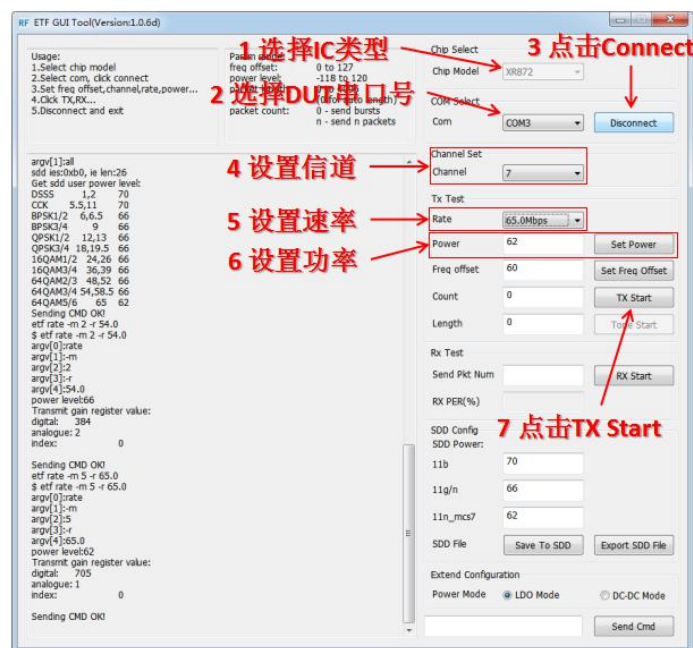 RF ETF GUI Tool(Version:1.0.6d)
Usage:
1.Select chip model
2.Select com, click connect
3.Set freq offset,channel,rate,power...
4.Click TX,RX...
5.Disconnect and exit
freq offset: 0 to 127
power level: -118 to 120
packet count: 0 - send bursts
n - send n packets
1 选择IC类型
2 选择DUT串口号
3 点击Connect
Chip Select
Chip Model XR872
COM Select
Com COM3 Disconnect
4 设置信道
Channel Set
Channel 7
Tx Test
5 设置速率
Rate 65.0Mbps
6 设置功率
Power 62 Set Power
Freq offset 60 Set Freq Offset
Count 0 TX Start
Length 0 Tone Start
Rx Test
Send Pkt Num RX Start
RX PER(%)
7 点击TX Start
SDD Config
SDD Power:
11b 70
11g/n 66
11n_mcs7 62
SDD File Save To SDD Export SDD File
Extend Configuration
Power Mode LDO Mode DC-DC Mode
Send Cmd
argv[1]:all
sdd ies:0xb0, ie len:26
Get sdd user power level:
DSSS 1,2 70
CCK 5.5,11 70
BPSK1/2 6,6.5 66
BPSK3/4 9 66
QPSK1/2 12,13 66
QPSK3/4 18,19.5 66
16QAM1/2 24,26 66
16QAM3/4 36,39 66
64QAM2/3 48,52 66
64QAM3/4 54,58.5 66
64QAM5/6 65 62
Sending CMD OK!
etf rate -m 2 -r 54.0
$ etf rate -m 2 -r 54.0
argv[0]:rate
argv[1]:-m
argv[2]:2
argv[3]:-r
argv[4]:54.0
power level:66
Transmit gain register value:
digital: 384
analogue: 2
index: 0
Sending CMD OK!
etf rate -m 5 -r 65.0
$ etf rate -m 5 -r 65.0
argv[0]:rate
argv[1]:-m
argv[2]:5
argv[3]:-r
argv[4]:65.0
power level:62
Transmit gain register value:
digital: 705
analogue: 1
index: 0
Sending CMD OK!